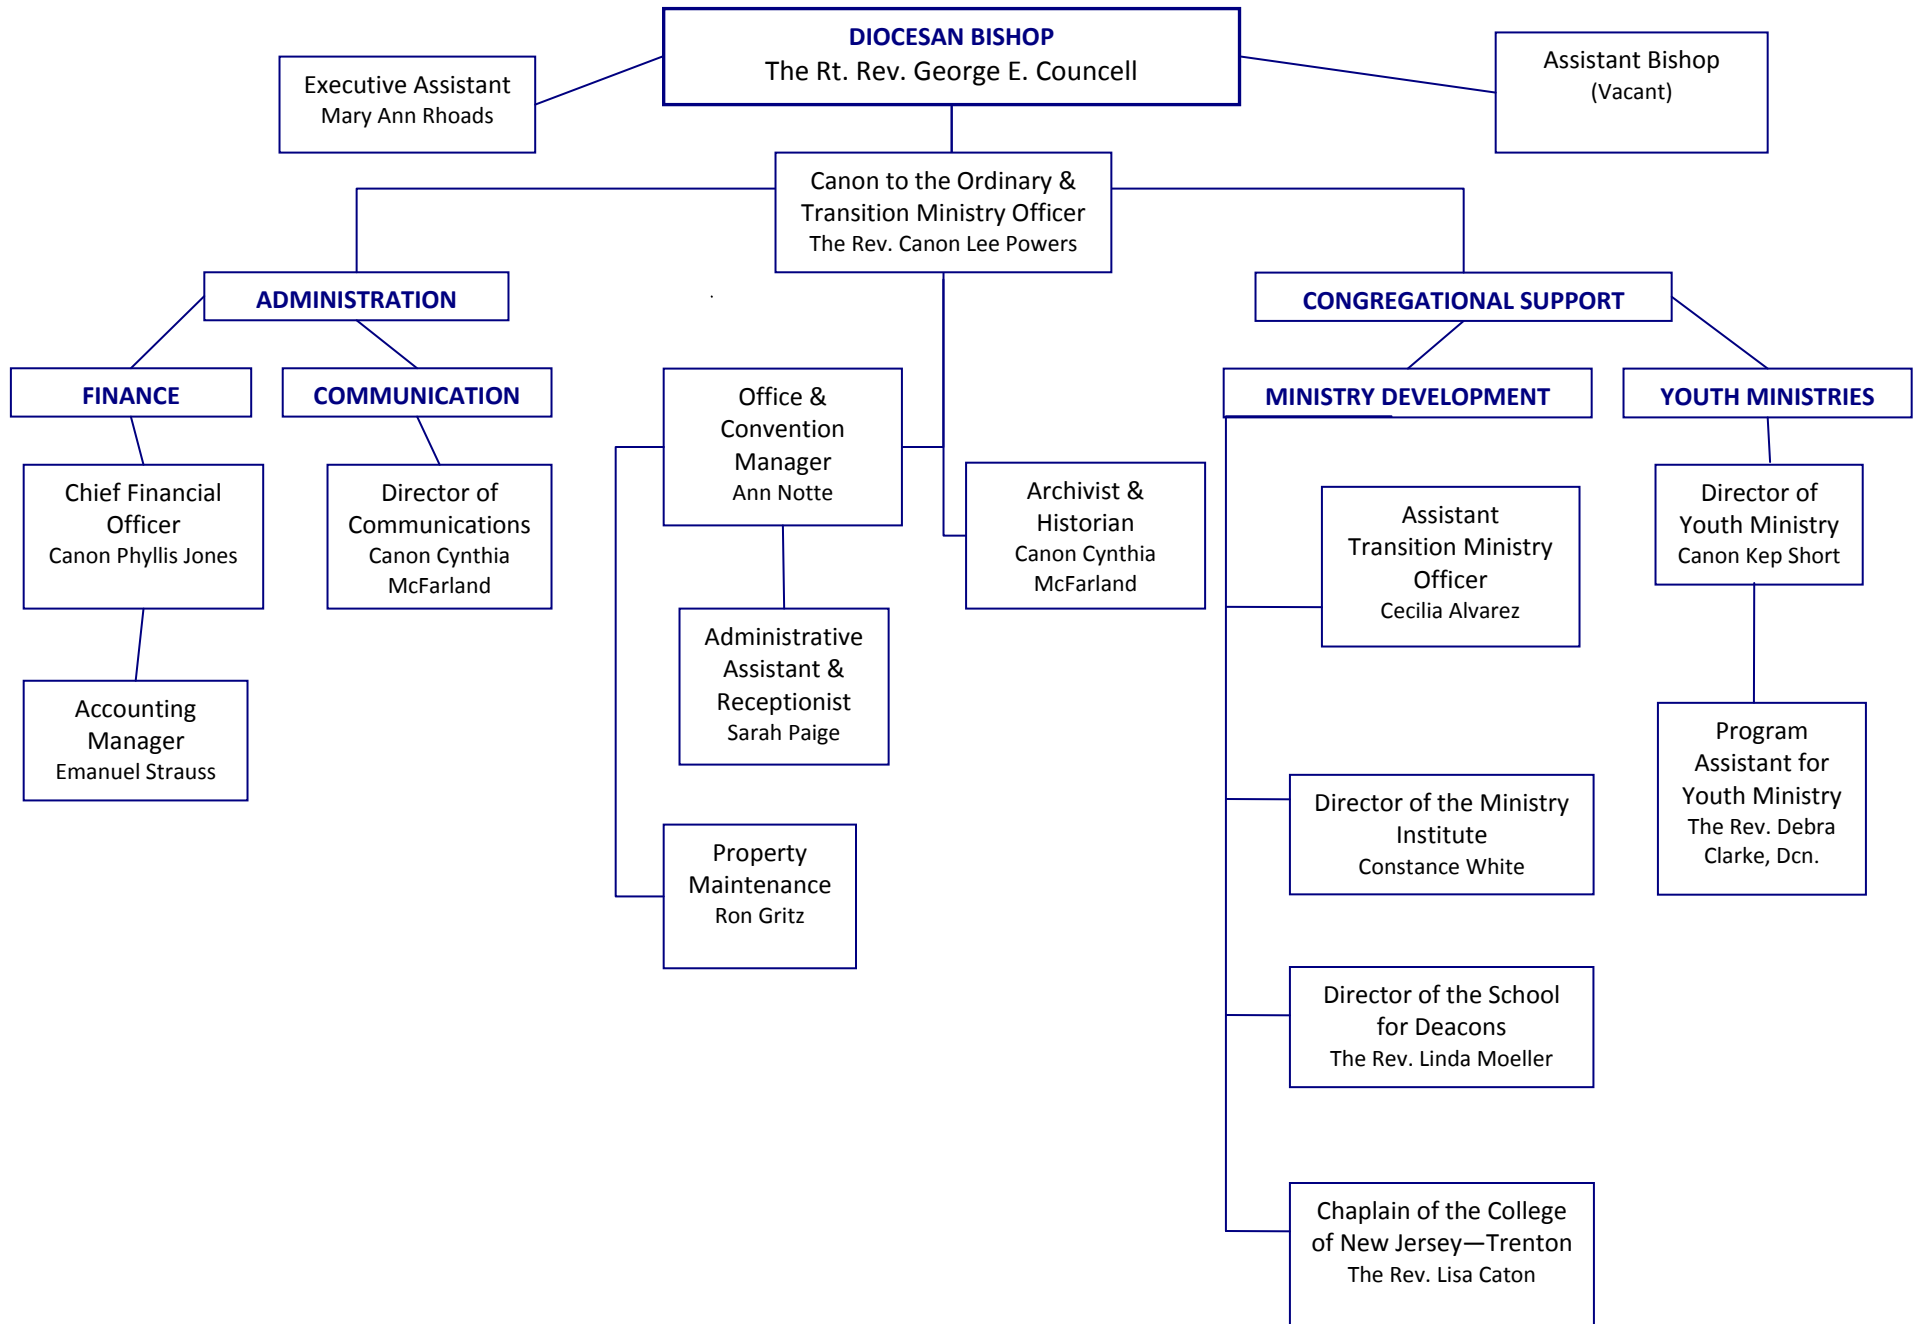 DIOCESAN BISHOP
The Rt. Rev. George E. Councell
Executive Assistant
Mary Ann Rhoads
Assistant Bishop
(Vacant)
Canon to the Ordinary &
Transition Ministry Officer
The Rev. Canon Lee Powers
ADMINISTRATION
CONGREGATIONAL SUPPORT
FINANCE
COMMUNICATION
Office &
Convention
Manager
Ann Notte
MINISTRY DEVELOPMENT
YOUTH MINISTRIES
Chief Financial
Officer
Canon Phyllis Jones
Director of
Communications
Canon Cynthia
McFarland
Archivist &
Historian
Canon Cynthia
McFarland
Assistant
Transition Ministry
Officer
Cecilia Alvarez
Director of
Youth Ministry
Canon Kep Short
Administrative
Assistant &
Receptionist
Sarah Paige
Accounting
Manager
Emanuel Strauss
Program
Assistant for
Youth Ministry
The Rev. Debra
Clarke, Dcn.
Director of the Ministry
Institute
Constance White
Property
Maintenance
Ron Gritz
Director of the School
for Deacons
The Rev. Linda Moeller
Chaplain of the College
of New Jersey—Trenton
The Rev. Lisa Caton